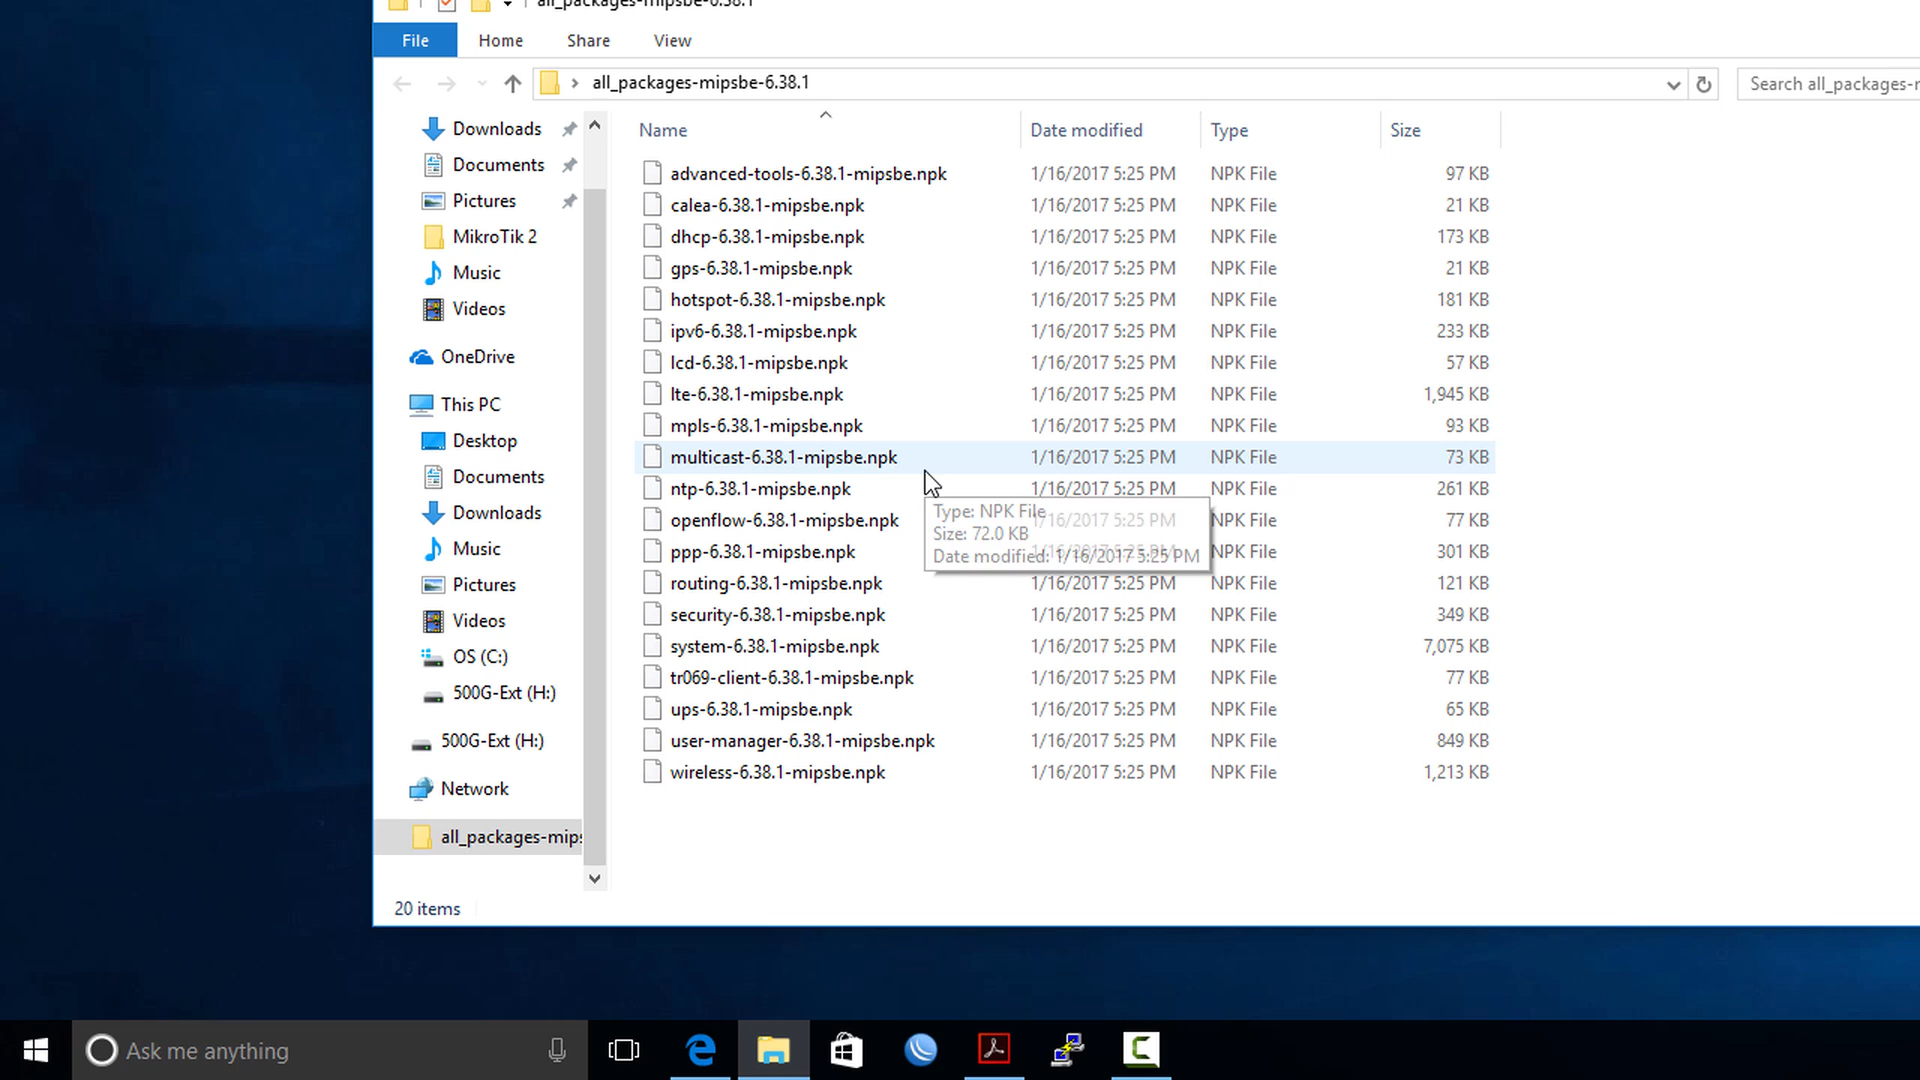 all_packages-mipsbe-6.38.1
File Home Share View
all_packages-mipsbe-6.38.1
Search all_packages-r
Name Date modified Type Size
Downloads
Documents
Pictures
MikroTik 2
Music
Videos
OneDrive
This PC
Desktop
Documents
Downloads
Music
Pictures
Videos
OS (C:)
500G-Ext (H:)
500G-Ext (H:)
Network
all_packages-mips
advanced-tools-6.38.1-mipsbe.npk 1/16/2017 5:25 PM NPK File 97 KB
calea-6.38.1-mipsbe.npk 1/16/2017 5:25 PM NPK File 21 KB
dhcp-6.38.1-mipsbe.npk 1/16/2017 5:25 PM NPK File 173 KB
gps-6.38.1-mipsbe.npk 1/16/2017 5:25 PM NPK File 21 KB
hotspot-6.38.1-mipsbe.npk 1/16/2017 5:25 PM NPK File 181 KB
ipv6-6.38.1-mipsbe.npk 1/16/2017 5:25 PM NPK File 233 KB
lcd-6.38.1-mipsbe.npk 1/16/2017 5:25 PM NPK File 57 KB
lte-6.38.1-mipsbe.npk 1/16/2017 5:25 PM NPK File 1,945 KB
mpls-6.38.1-mipsbe.npk 1/16/2017 5:25 PM NPK File 93 KB
multicast-6.38.1-mipsbe.npk 1/16/2017 5:25 PM NPK File 73 KB
ntp-6.38.1-mipsbe.npk 1/16/2017 5:25 PM NPK File 261 KB
openflow-6.38.1-mipsbe.npk 1/16/2017 5:25 PM NPK File 77 KB
ppp-6.38.1-mipsbe.npk 1/16/2017 5:25 PM NPK File 301 KB
routing-6.38.1-mipsbe.npk 1/16/2017 5:25 PM NPK File 121 KB
security-6.38.1-mipsbe.npk 1/16/2017 5:25 PM NPK File 349 KB
system-6.38.1-mipsbe.npk 1/16/2017 5:25 PM NPK File 7,075 KB
tr069-client-6.38.1-mipsbe.npk 1/16/2017 5:25 PM NPK File 77 KB
ups-6.38.1-mipsbe.npk 1/16/2017 5:25 PM NPK File 65 KB
user-manager-6.38.1-mipsbe.npk 1/16/2017 5:25 PM NPK File 849 KB
wireless-6.38.1-mipsbe.npk 1/16/2017 5:25 PM NPK File 1,213 KB
Type: NPK File
Size: 72.0 KB
Date modified: 1/16/2017 5:25 PM
20 items
Ask me anything